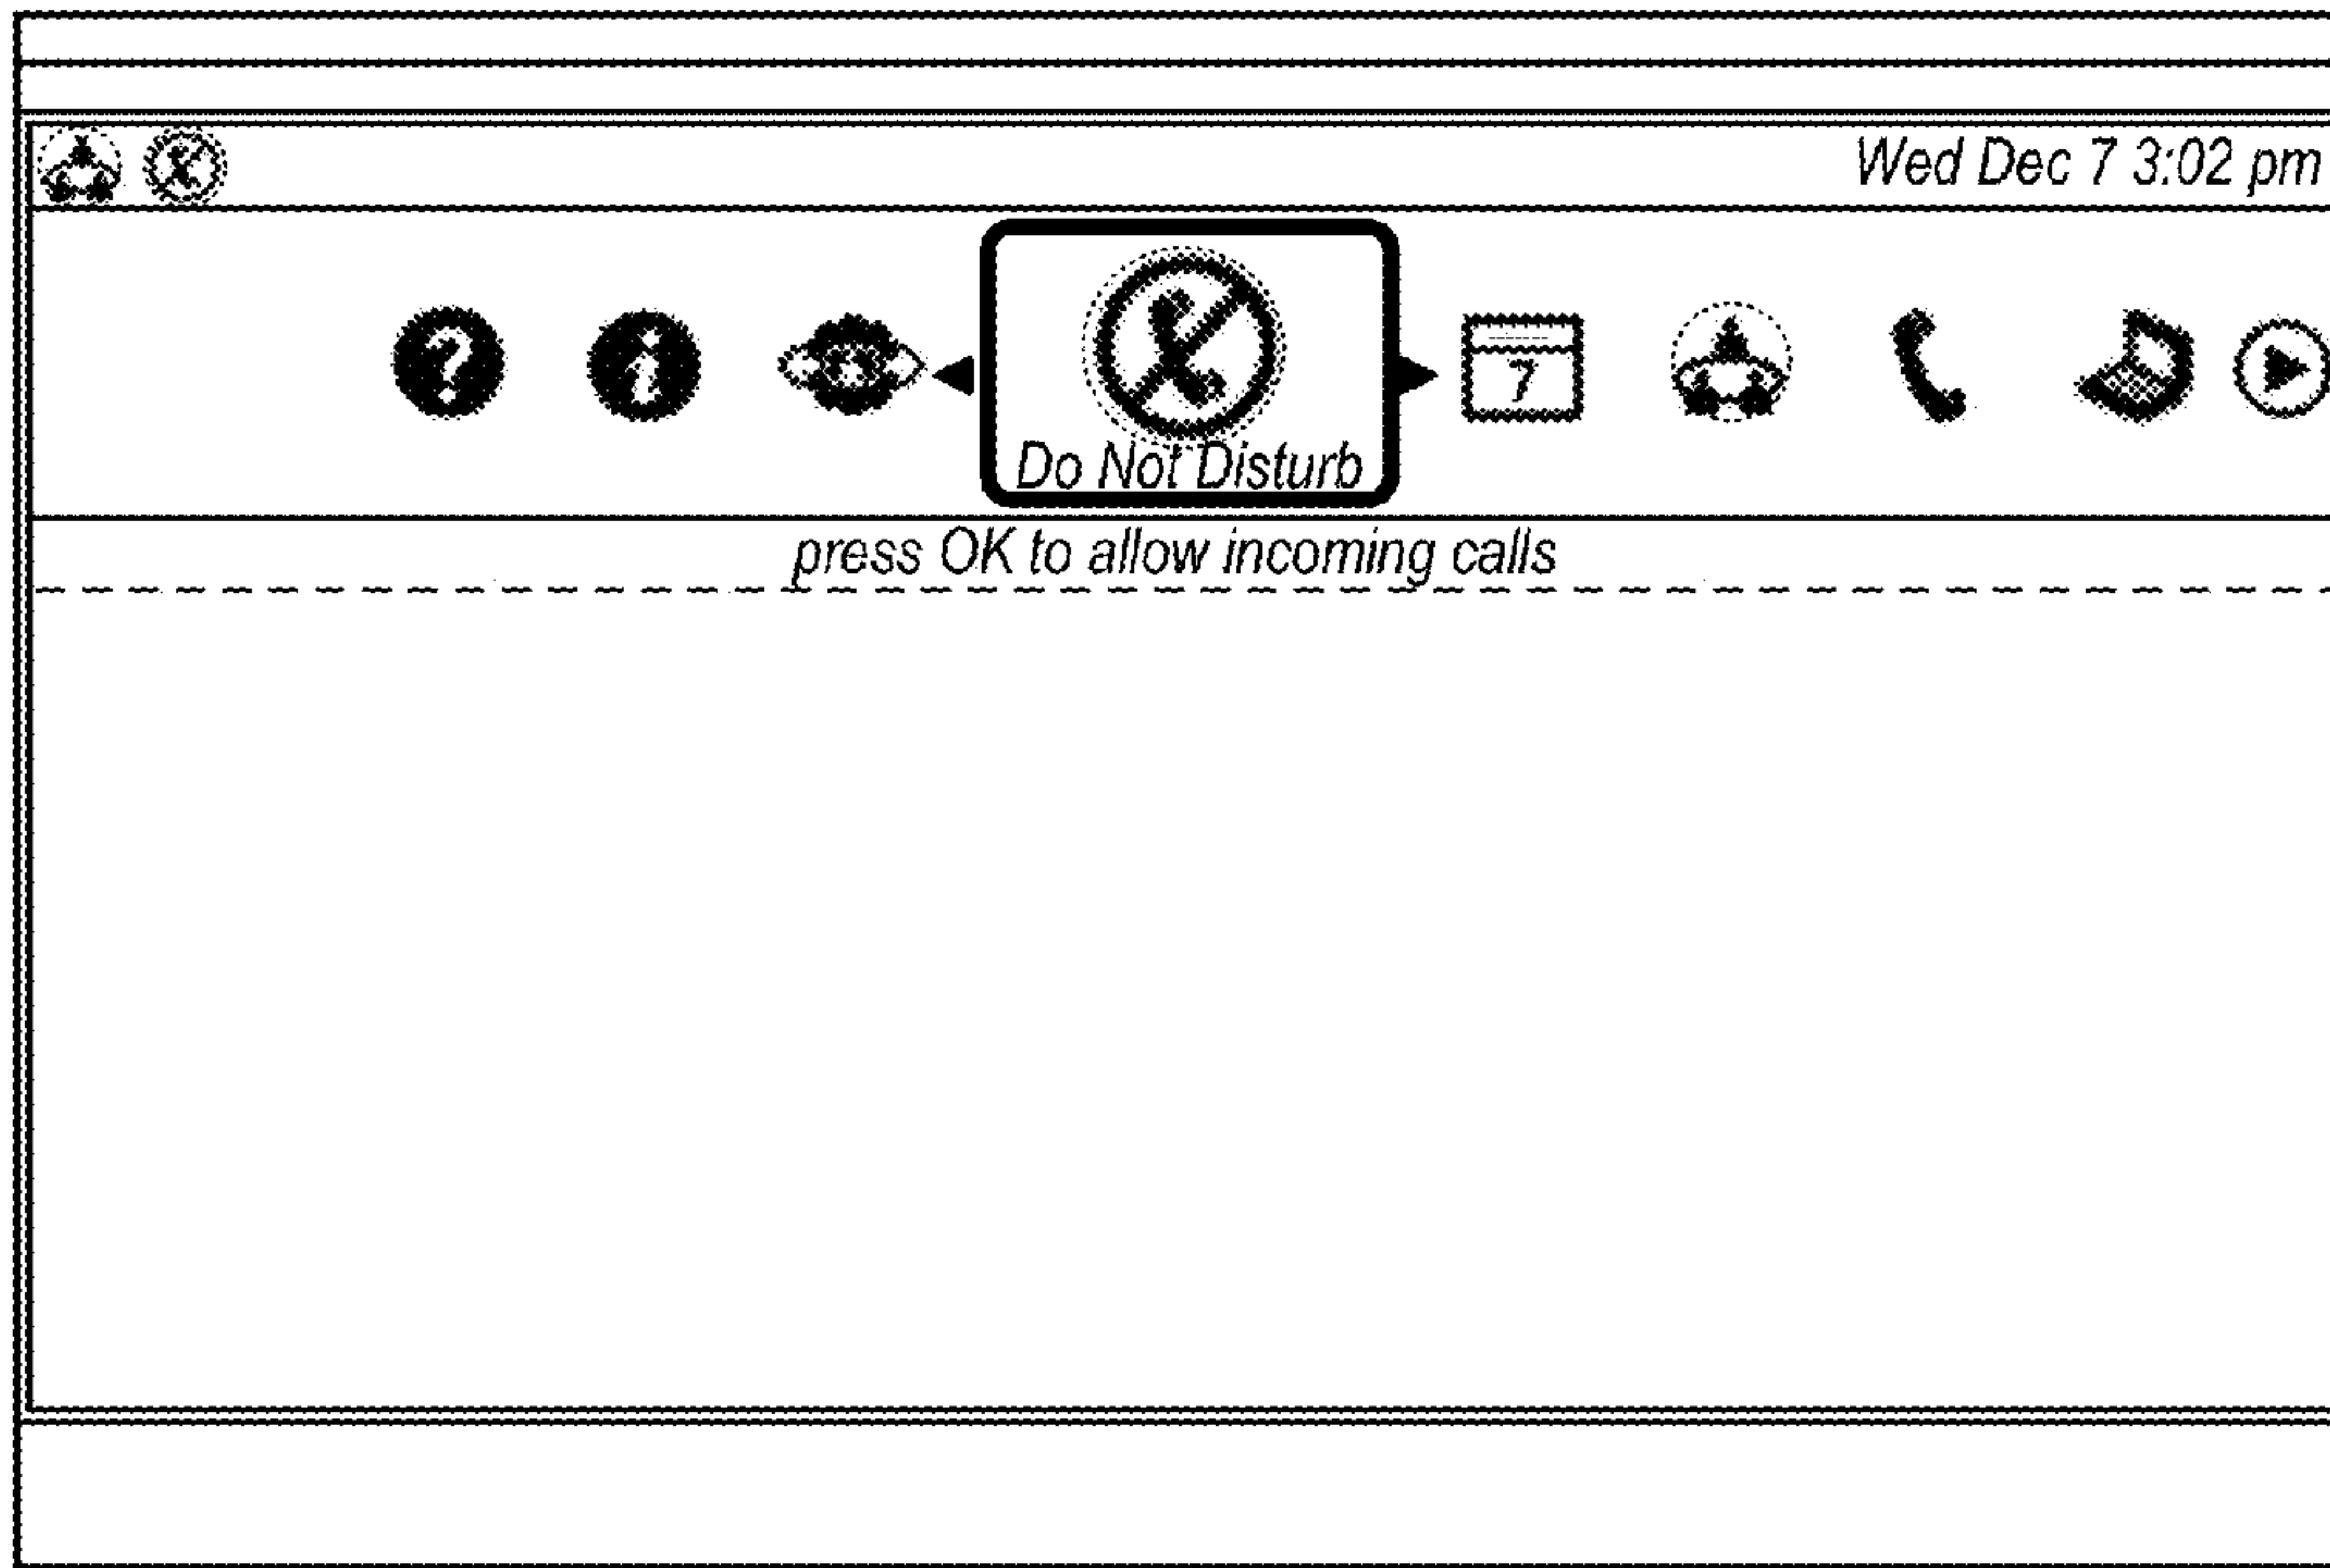 Wed Dec 7 3:02 pm
?
i
7
Do Not Disturb
press OK to allow incoming calls